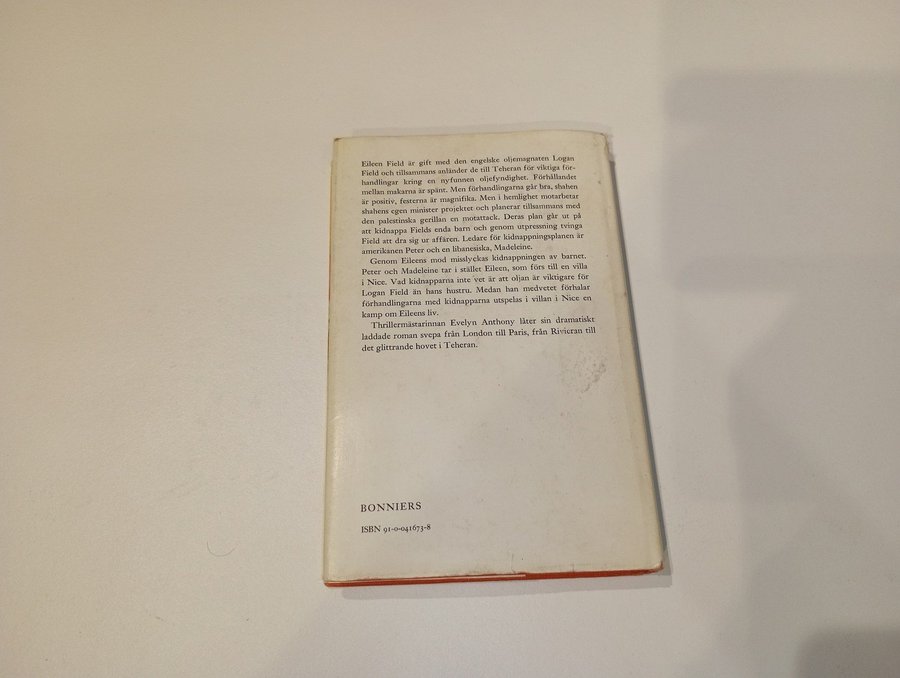 Eileen Field är gift med den engelske oljemagnaten Logan
Field och tillsammans anländer de till Teheran för viktiga för-
handlingar kring en nyfunnen oljefyndighet. Förhållandet
mellan makarna är spänt. Men förhandlingarna går bra, shahen
är positiv, festerna är magnifika. Men i hemlighet motarbetar
shahens egen minister projektet och planerar tillsammans med
den palestinska gerillan en motattack. Deras plan går ut på
att kidnappa Fields enda barn och genom utpressning tvinga
Field att dra sig ur affären. Ledare för kidnappningsplanen är
amerikanen Peter och en libanesiska, Madeleine.
Genom Eileens mod misslyckas kidnappningen av barnet.
Peter och Madeleine tar i stället Eileen, som förs till en villa
i Nice. Vad kidnapparna inte vet är att oljan är viktigare för
Logan Field än hans hustru. Medan han medvetet förhalar
förhandlingarna med kidnapparna utspelas i villan i Nice en
kamp om Eileens liv.
Thrillermästarinnan Evelyn Anthony låter sin dramatiskt
laddade roman svepa från London till Paris, från Rivieran till
det glittrande hovet i Teheran.
BONNIERS
ISBN 91-0-041673-8